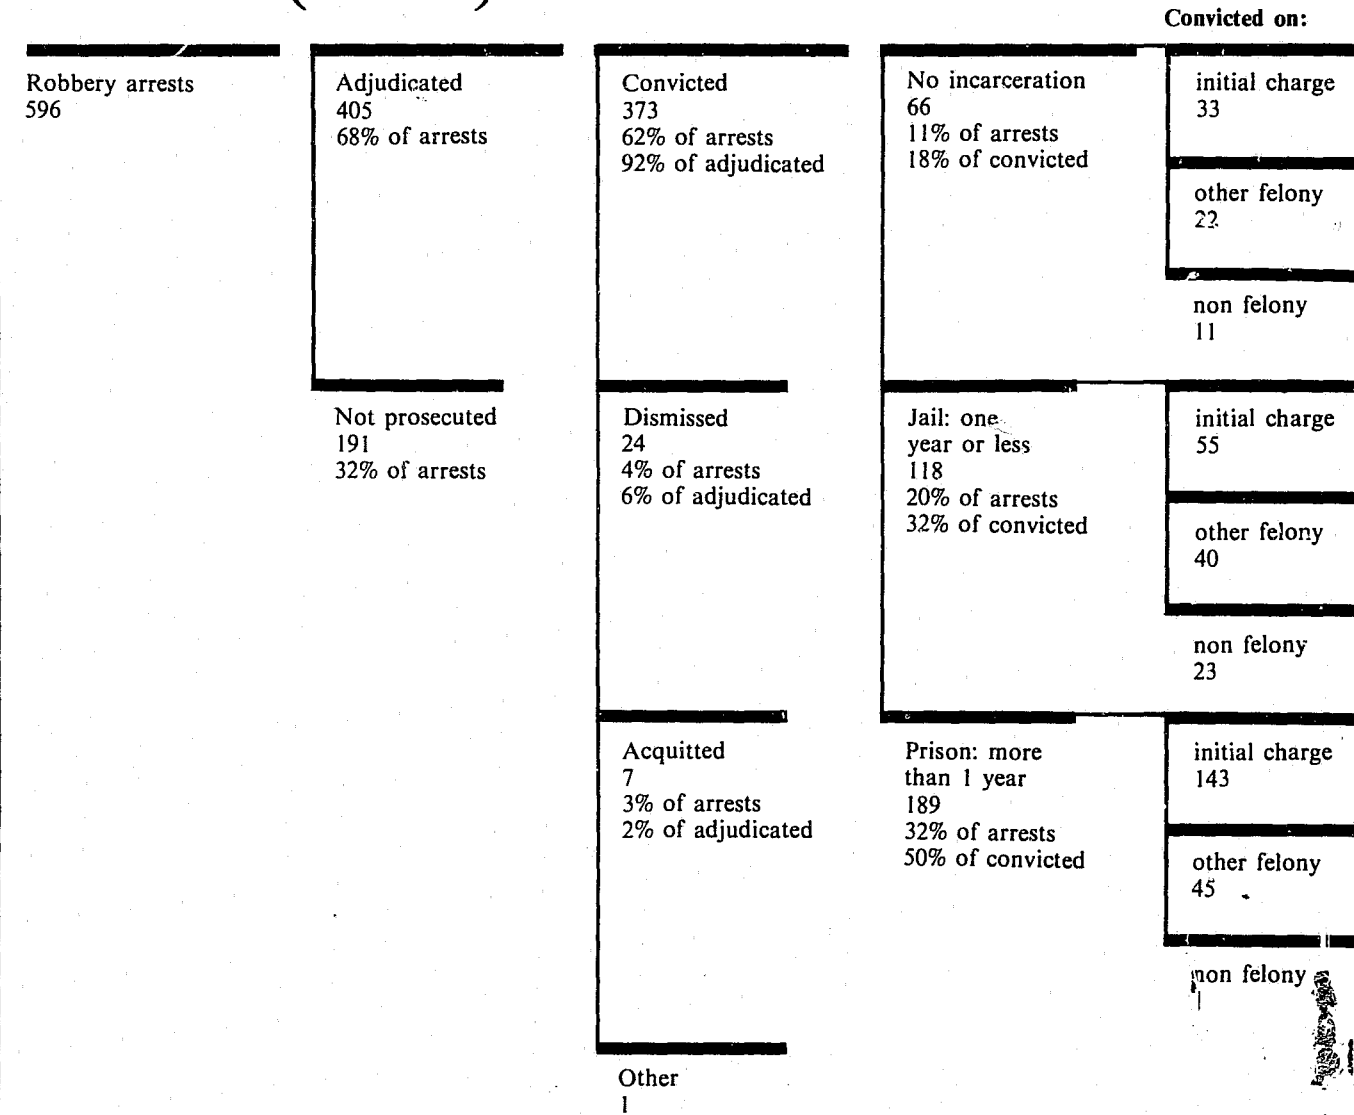 Convicted on:
Robbery arrests
596
Adjudicated
405
68% of arrests
Not prosecuted
191
32% of arrests
Convicted
373
62% of arrests
92% of adjudicated
Dismissed
24
4% of arrests
6% of adjudicated
Acquitted
7
3% of arrests
2% of adjudicated
Other
1
No incarceration
66
11% of arrests
18% of convicted
initial charge
33
other felony
22
non felony
11
Jail: one
year or less
118
20% of arrests
32% of convicted
initial charge
55
other felony
40
non felony
23
Prison: more
than 1 year
189
32% of arrests
50% of convicted
initial charge
143
other felony
45
non felony
1